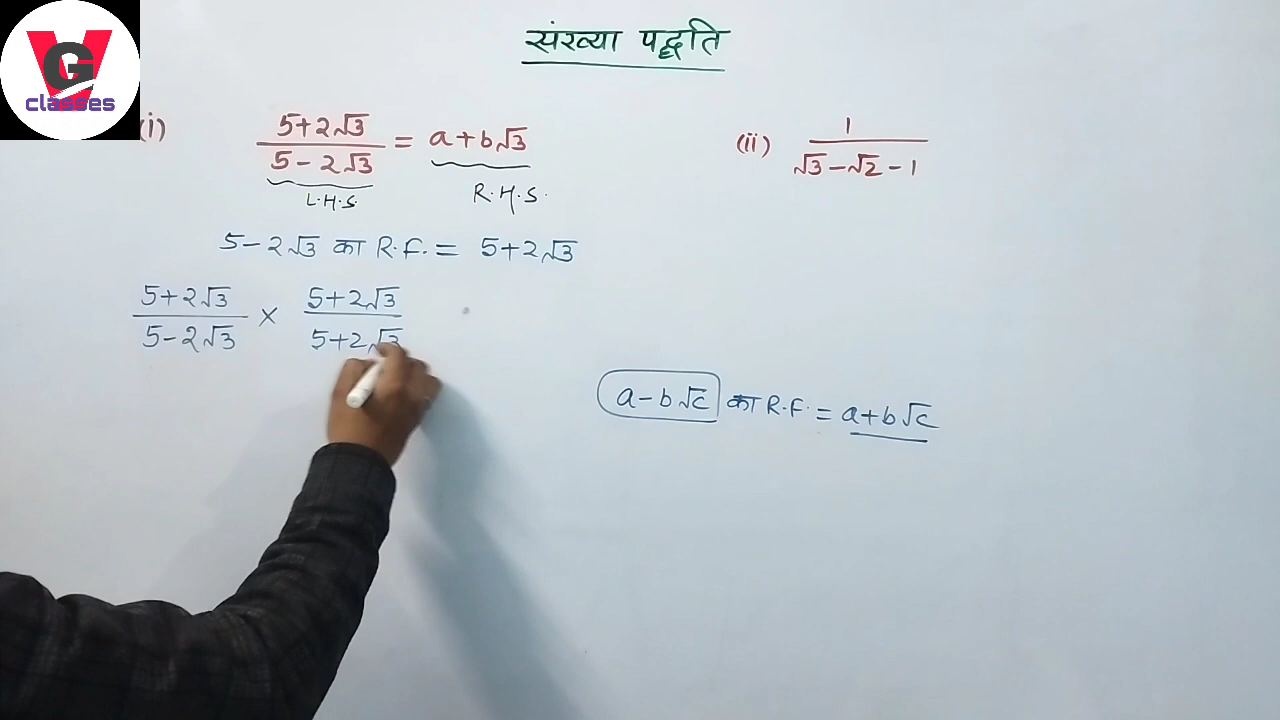 VG
classes
संख्या पद्धति
(i) 5+2√3 / 5-2√3 = a+b√3
L.H.S. R.H.S.
(ii) 1 / √3-√2-1
5-2√3 का R.F. = 5+2√3
5+2√3 / 5-2√3 × 5+2√3 / 5+2√3
a-b√c का R.F. = a+b√c